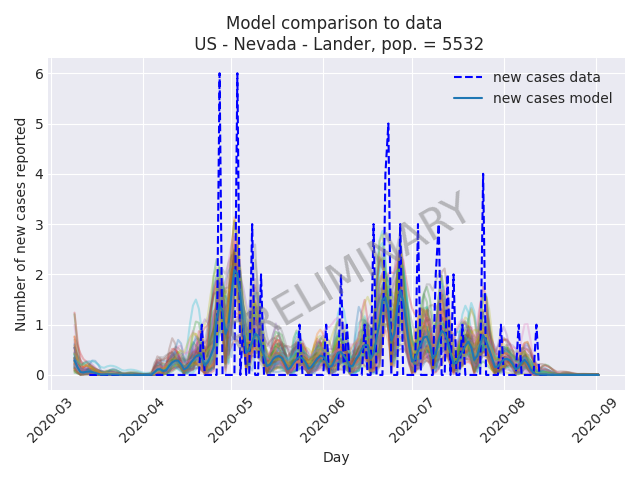 Model comparison to data
US - Nevada - Lander, pop. = 5532
new cases data
new cases model
Number of new cases reported
6
5
4
3
2
1
0
PRELIMINARY
2020-03
2020-04
2020-05
2020-06
2020-07
2020-08
2020-09
Day